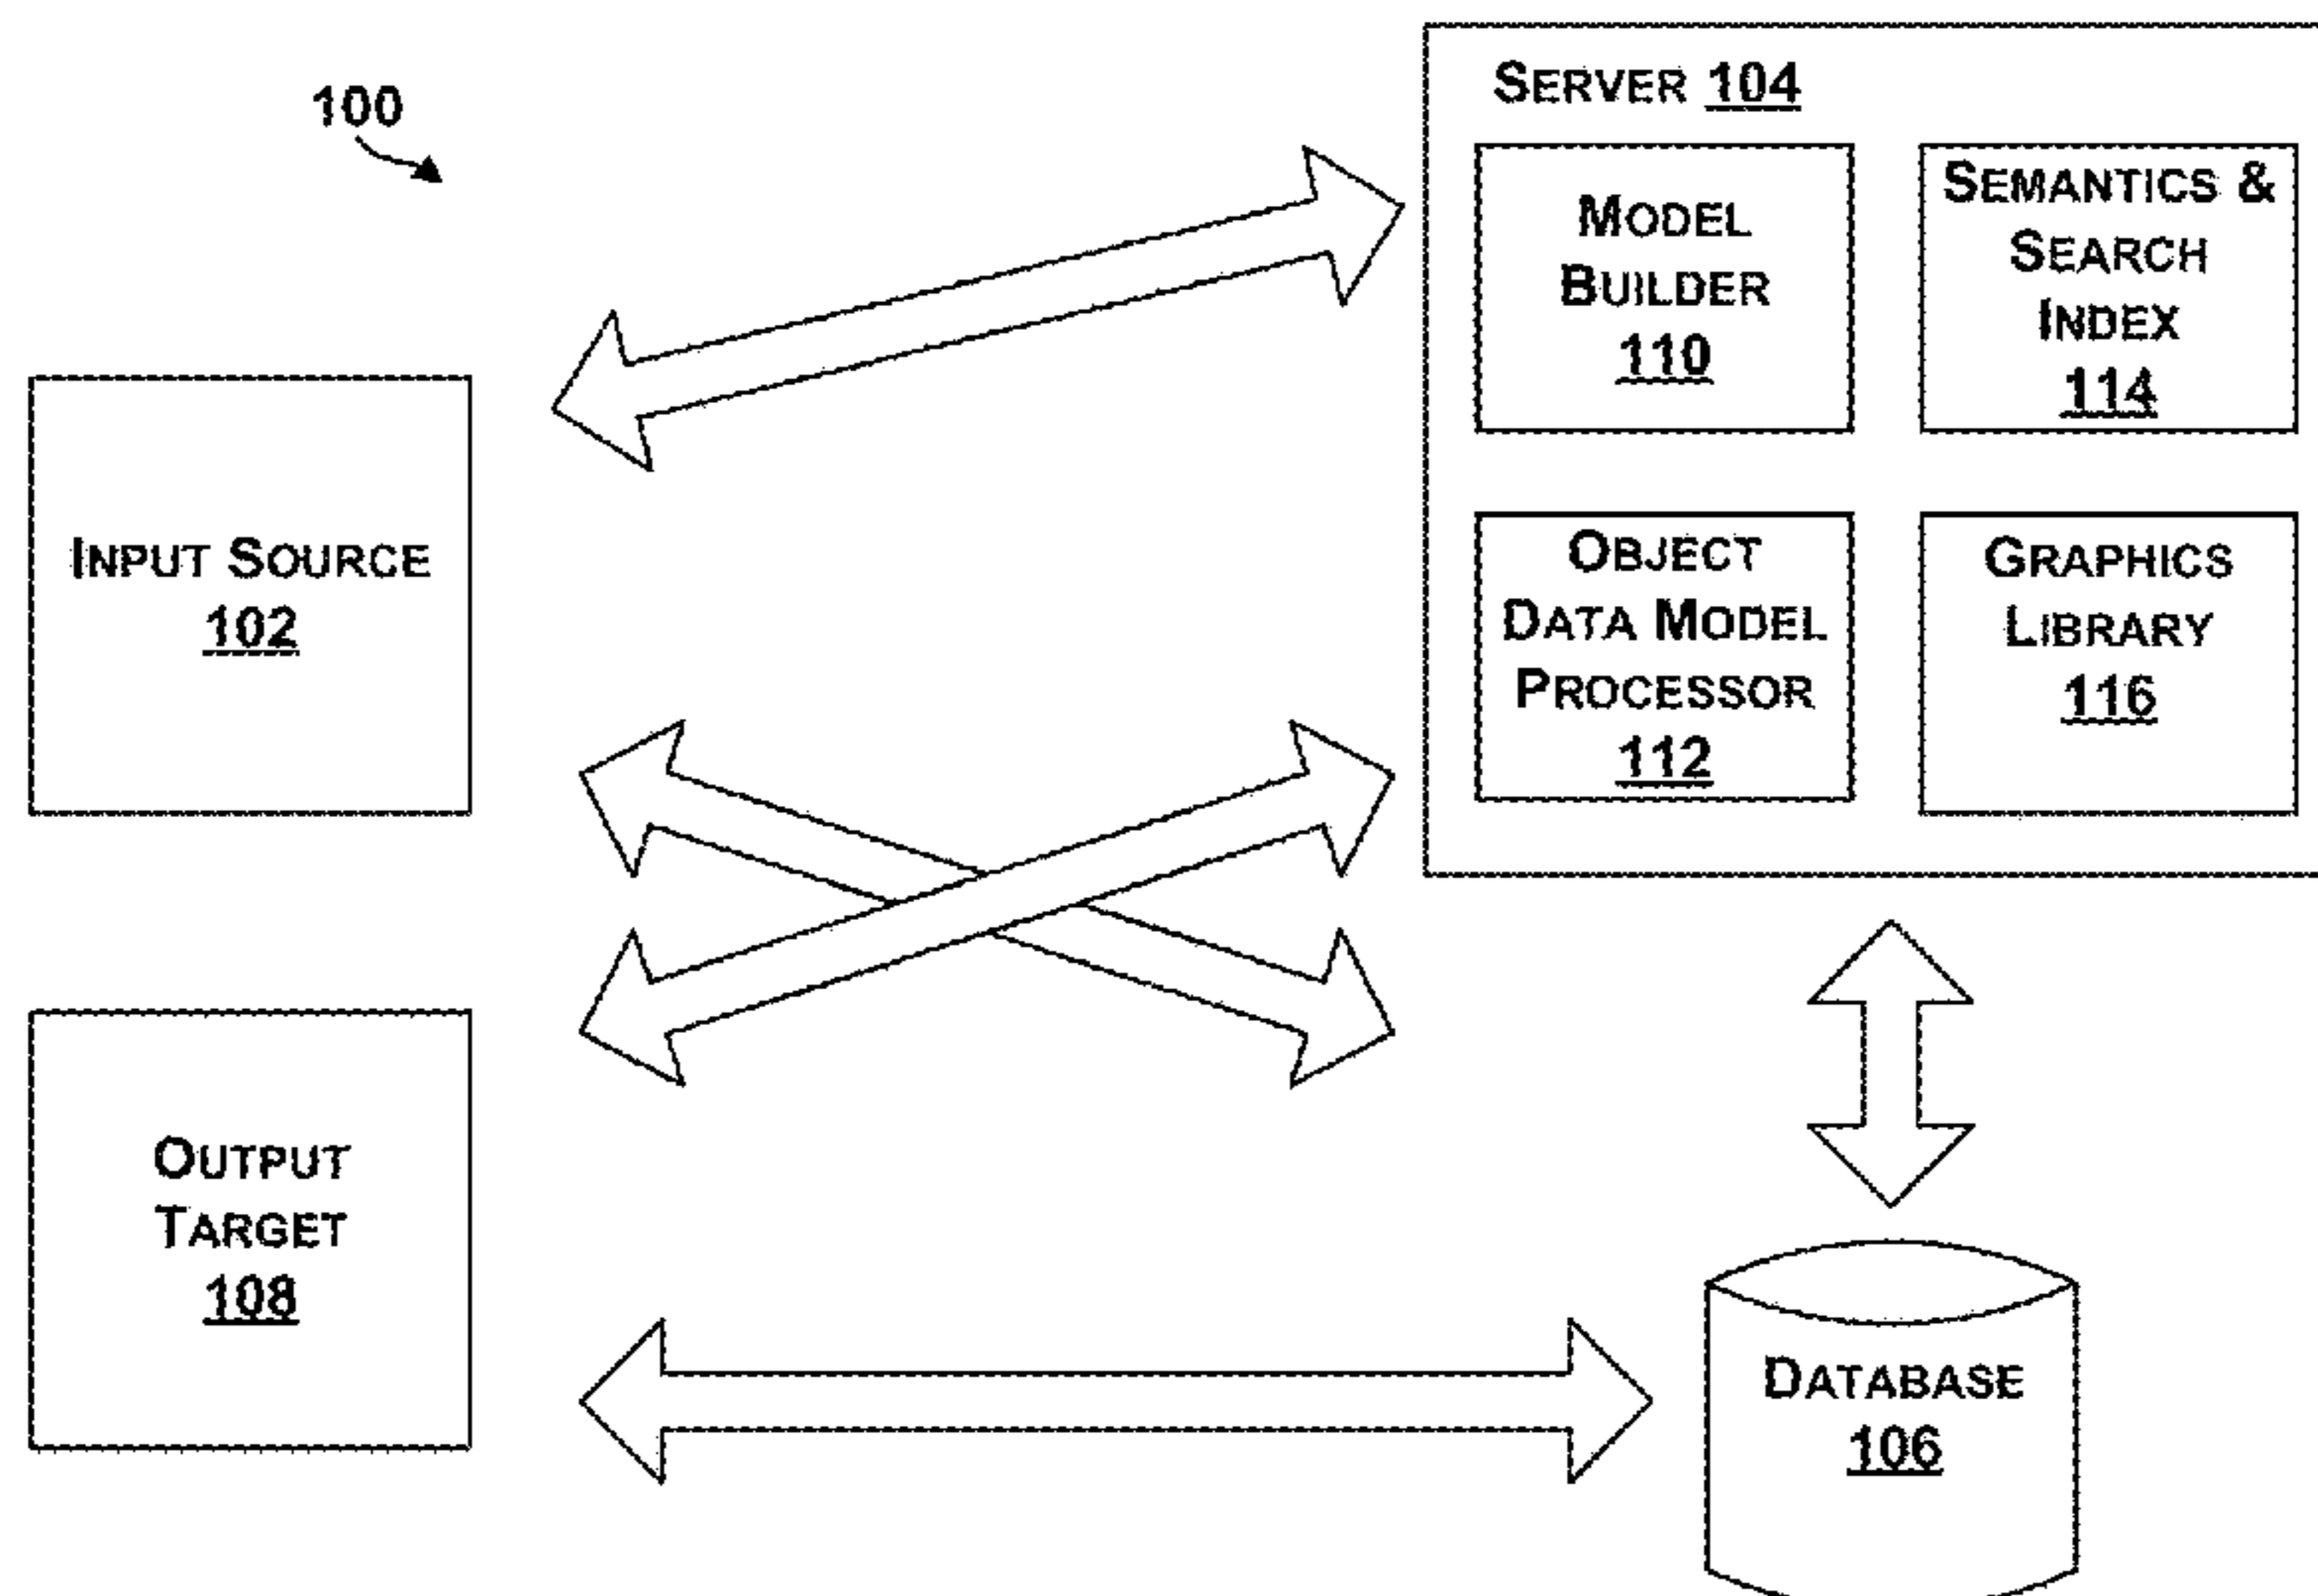 100
SERVER 104
MODEL
BUILDER
110
SEMANTICS &
SEARCH
INDEX
114
INPUT SOURCE
102
OBJECT
DATA MODEL
PROCESSOR
112
GRAPHICS
LIBRARY
116
OUTPUT
TARGET
108
DATABASE
106